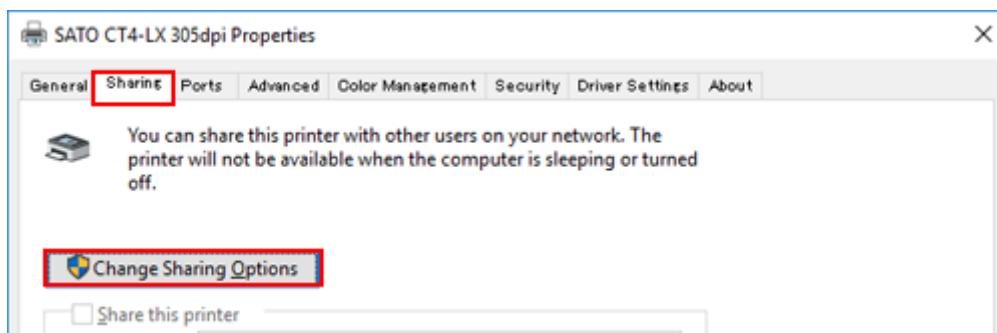 SATO CT4-LX 305dpi Properties
General Sharing Ports Advanced Color Management Security Driver Settings About
You can share this printer with other users on your network. The
printer will not be available when the computer is sleeping or turned
off.
Change Sharing Options
Share this printer